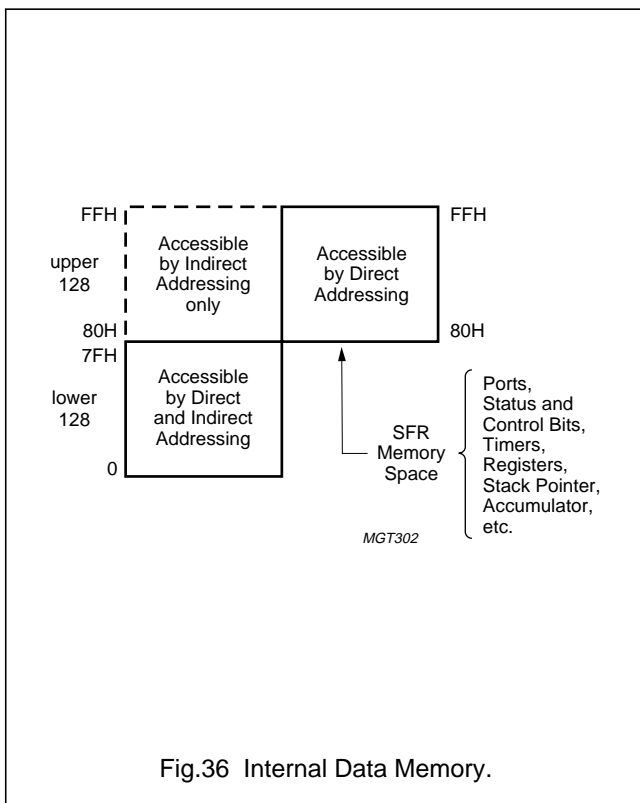 FFH
upper
128
80H
7FH
lower
128
0
Accessible
by Indirect
Addressing
only
Accessible
by Direct
Addressing
FFH
80H
Accessible
by Direct
and Indirect
Addressing
SFR
Memory
Space
Ports,
Status and
Control Bits,
Timers,
Registers,
Stack Pointer,
Accumulator,
etc.
MGT302
Fig.36 Internal Data Memory.